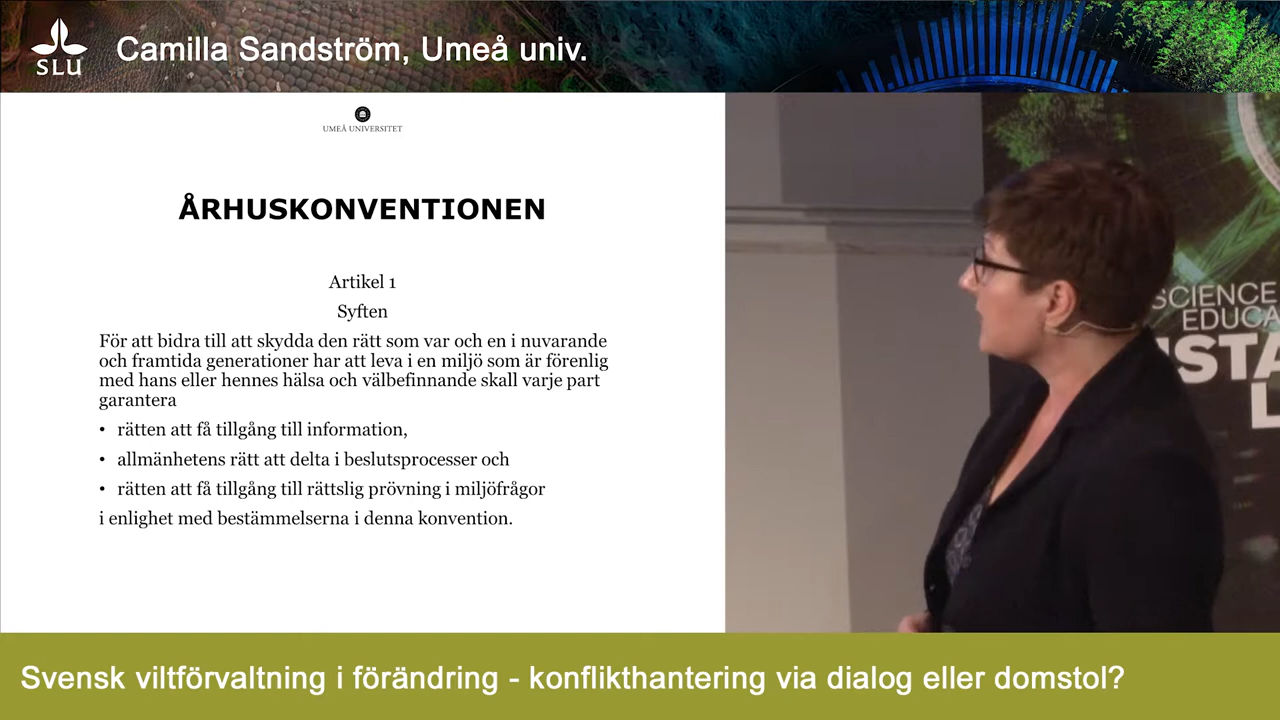 SLU
Camilla Sandström, Umeå univ.
UMEÅ UNIVERSITET
ÅRHUSKONVENTIONEN
Artikel 1
Syften
För att bidra till att skydda den rätt som var och en i nuvarande
och framtida generationer har att leva i en miljö som är förenlig
med hans eller hennes hälsa och välbefinnande skall varje part
garantera
• rätten att få tillgång till information,
• allmänhetens rätt att delta i beslutsprocesser och
• rätten att få tillgång till rättslig prövning i miljöfrågor
i enlighet med bestämmelserna i denna konvention.
SCIENCE
EDUCA
STA
L
Svensk viltförvaltning i förändring - konflikthantering via dialog eller domstol?